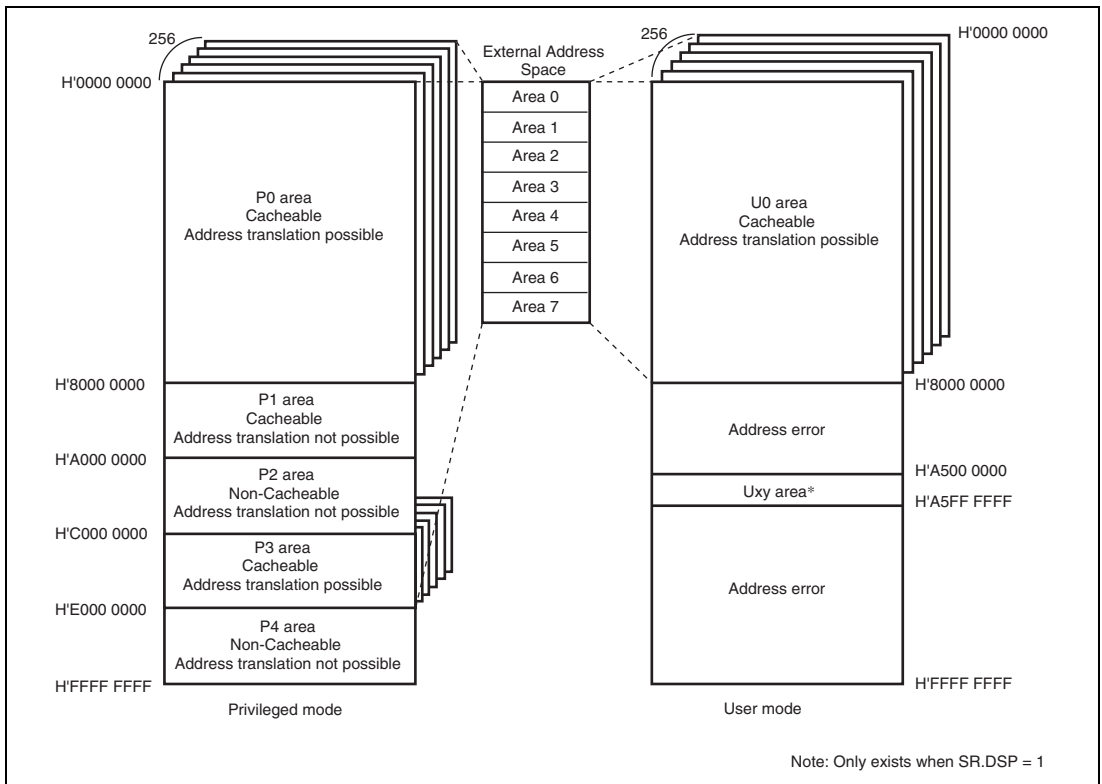 256
H'0000 0000
P0 area
Cacheable
Address translation possible
H'8000 0000
P1 area
Cacheable
Address translation not possible
H'A000 0000
P2 area
Non-Cacheable
Address translation not possible
H'C000 0000
P3 area
Cacheable
Address translation possible
H'E000 0000
P4 area
Non-Cacheable
Address translation not possible
H'FFFF FFFF
Privileged mode
External Address
Space
Area 0
Area 1
Area 2
Area 3
Area 4
Area 5
Area 6
Area 7
256
H'0000 0000
U0 area
Cacheable
Address translation possible
H'8000 0000
Address error
H'A500 0000
Uxy area*
H'A5FF FFFF
Address error
H'FFFF FFFF
User mode
Note: Only exists when SR.DSP = 1